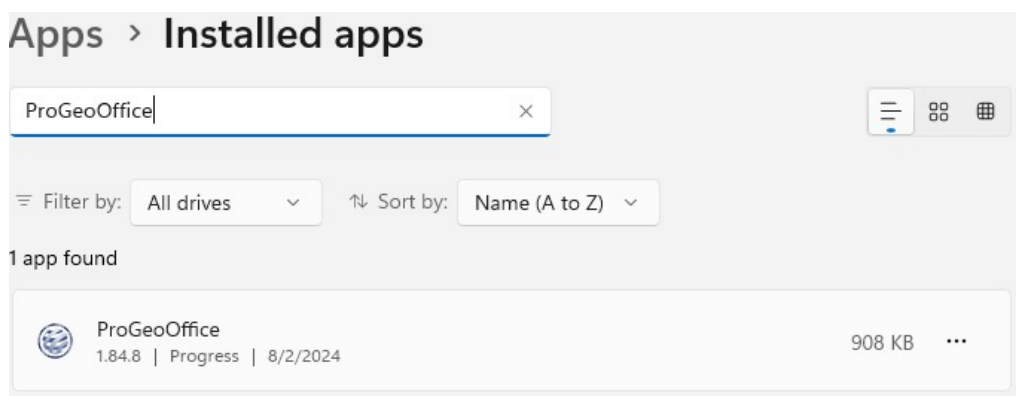 Apps > Installed apps
ProGeoOffice
Filter by: All drives Sort by: Name (A to Z)
1 app found
ProGeoOffice
908 KB
1.84.8 | Progress | 8/2/2024